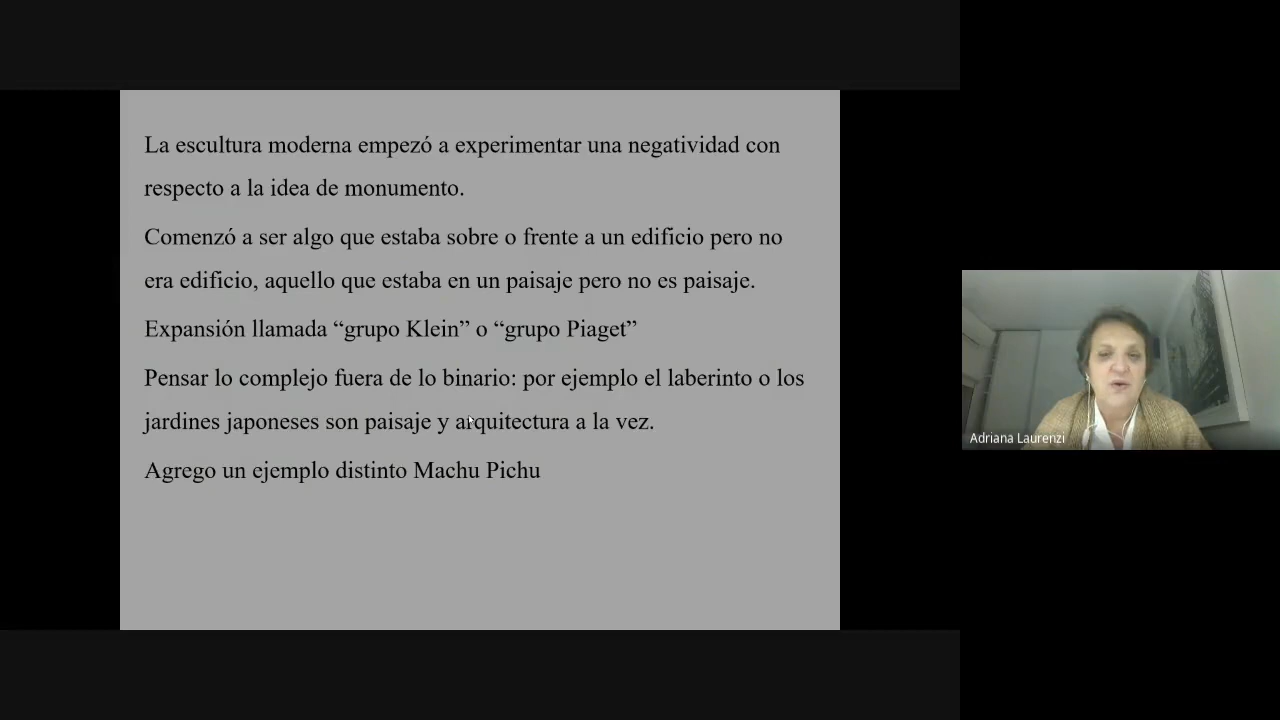 La escultura moderna empezó a experimentar una negatividad con
respecto a la idea de monumento.
Comenzó a ser algo que estaba sobre o frente a un edificio pero no
era edificio, aquello que estaba en un paisaje pero no es paisaje.
Expansión llamada “grupo Klein” o “grupo Piaget”
Pensar lo complejo fuera de lo binario: por ejemplo el laberinto o los
jardines japoneses son paisaje y arquitectura a la vez.
Agrego un ejemplo distinto Machu Pichu
Adriana Laurenzi